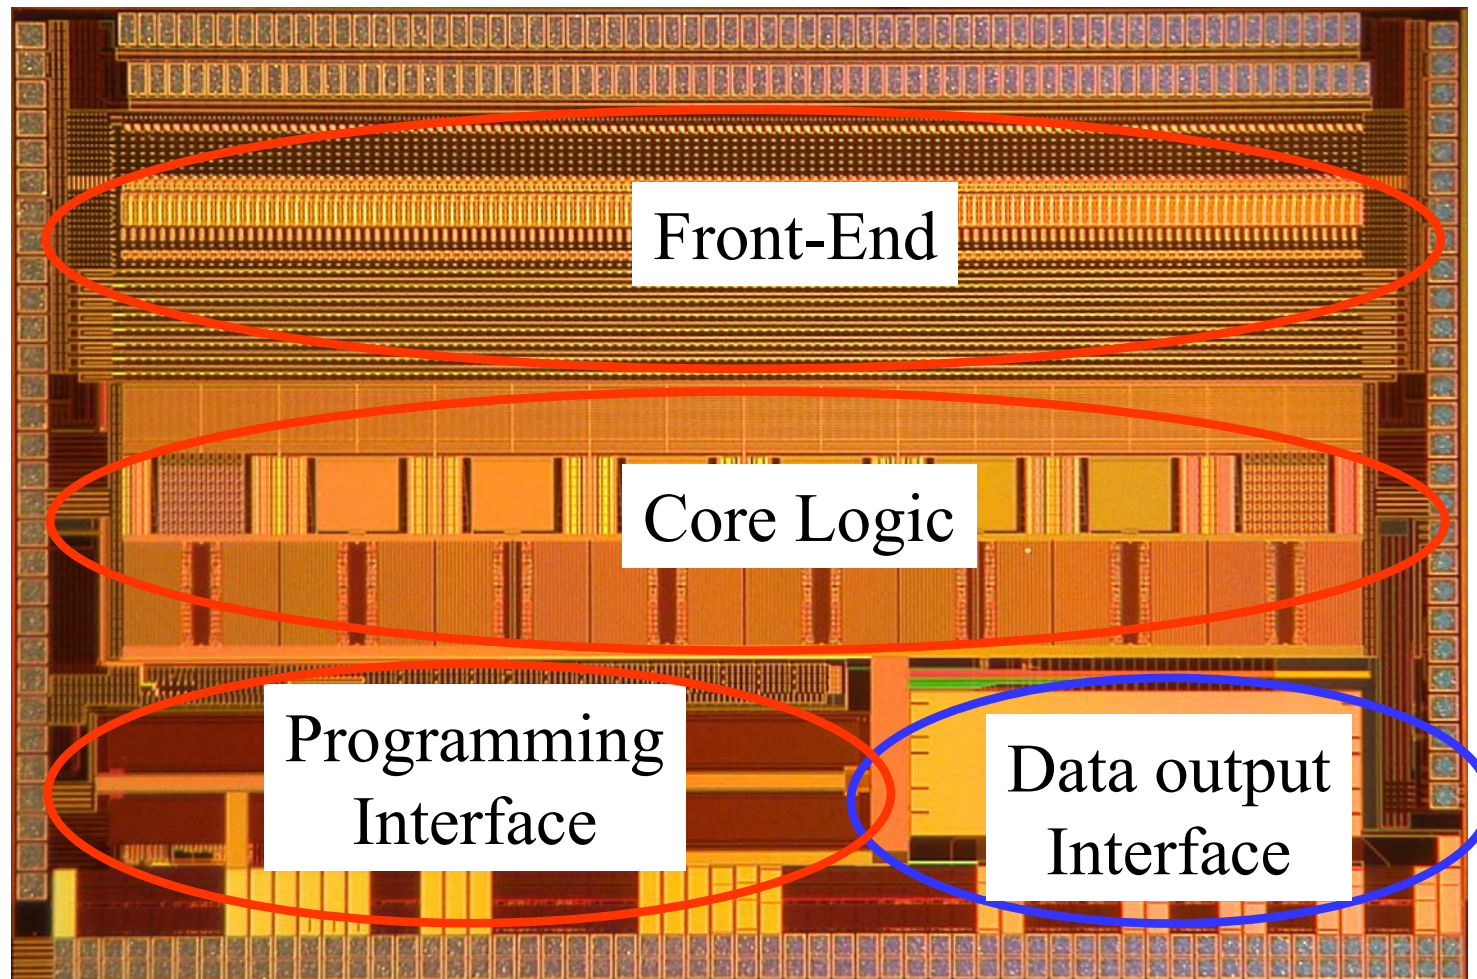 Front-End
Core Logic
Programming
Interface
Data output
Interface